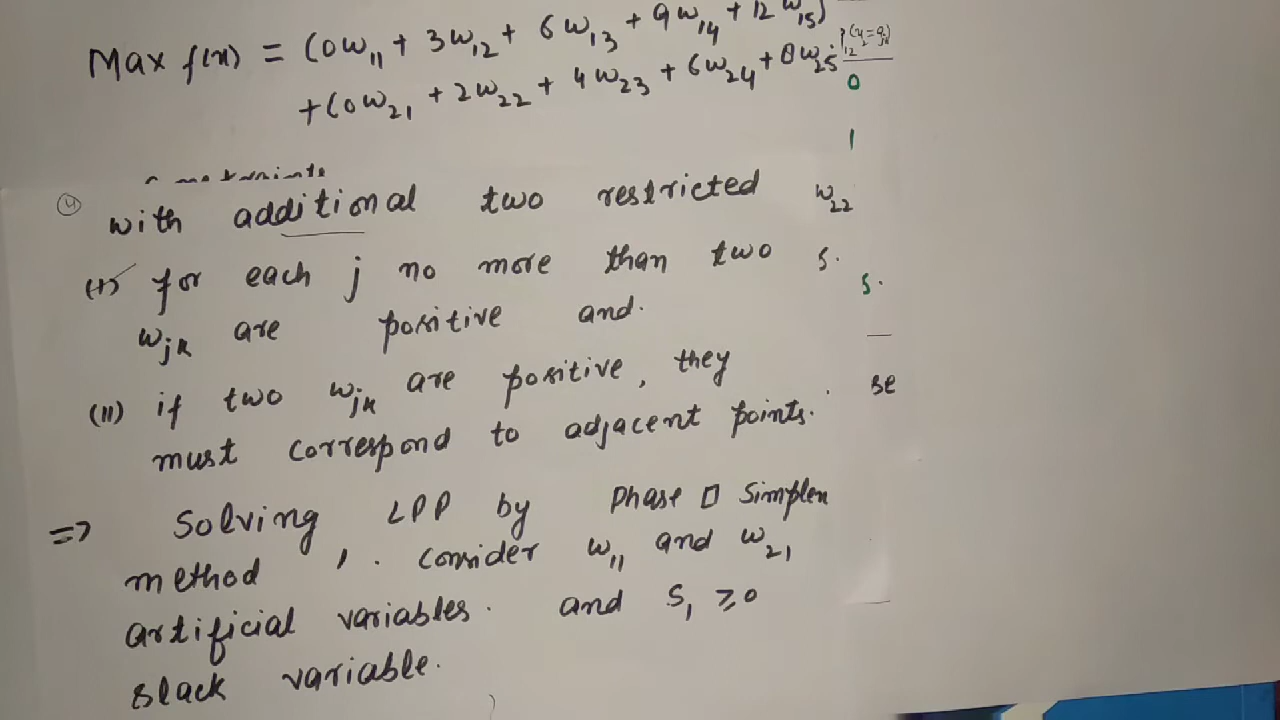 Max f(x) = (0w₁₁ + 3w₁₂ + 6w₁₃ + 9w₁₄ + 12w₁₅)
+(0w₂₁ + 2w₂₂ + 4w₂₃ + 6w₂₄ + 8w₂₅
0
1
(4) with additional two restricted
w₂₂
(i) for each j no more than two
s.
s.
wjk are positive and.
(ii) if two wjk are positive, they
se
must correspond to adjacent points.
=> Solving LPP by Phase II Simplex
method, consider w₁₁ and w₂₁
artificial variables. and S₁ ≥ 0
slack variable.